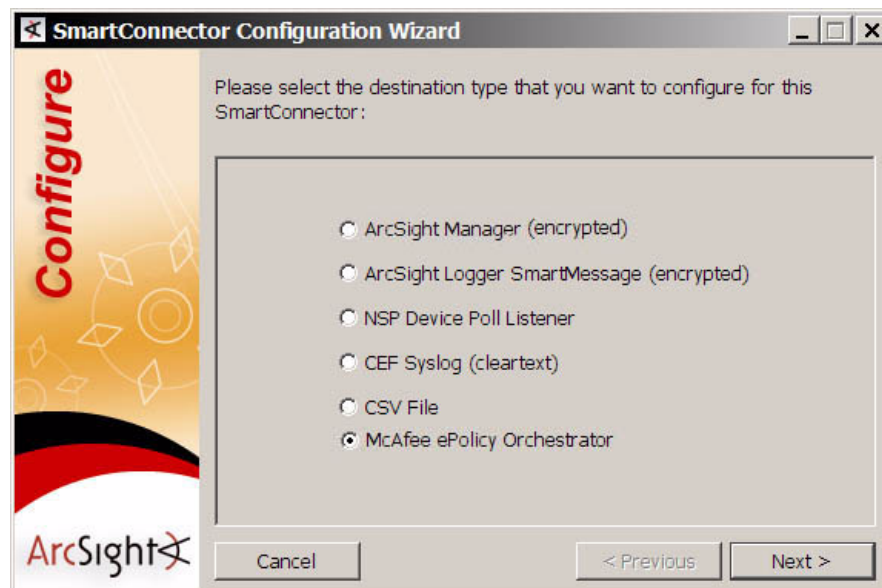 SmartConnector Configuration Wizard
Configure
Please select the destination type that you want to configure for this
SmartConnector:
ArcSight Manager (encrypted)
ArcSight Logger SmartMessage (encrypted)
NSP Device Poll Listener
CEF Syslog (cleartext)
CSV File
McAfee ePolicy Orchestrator
ArcSight
Cancel
< Previous
Next >